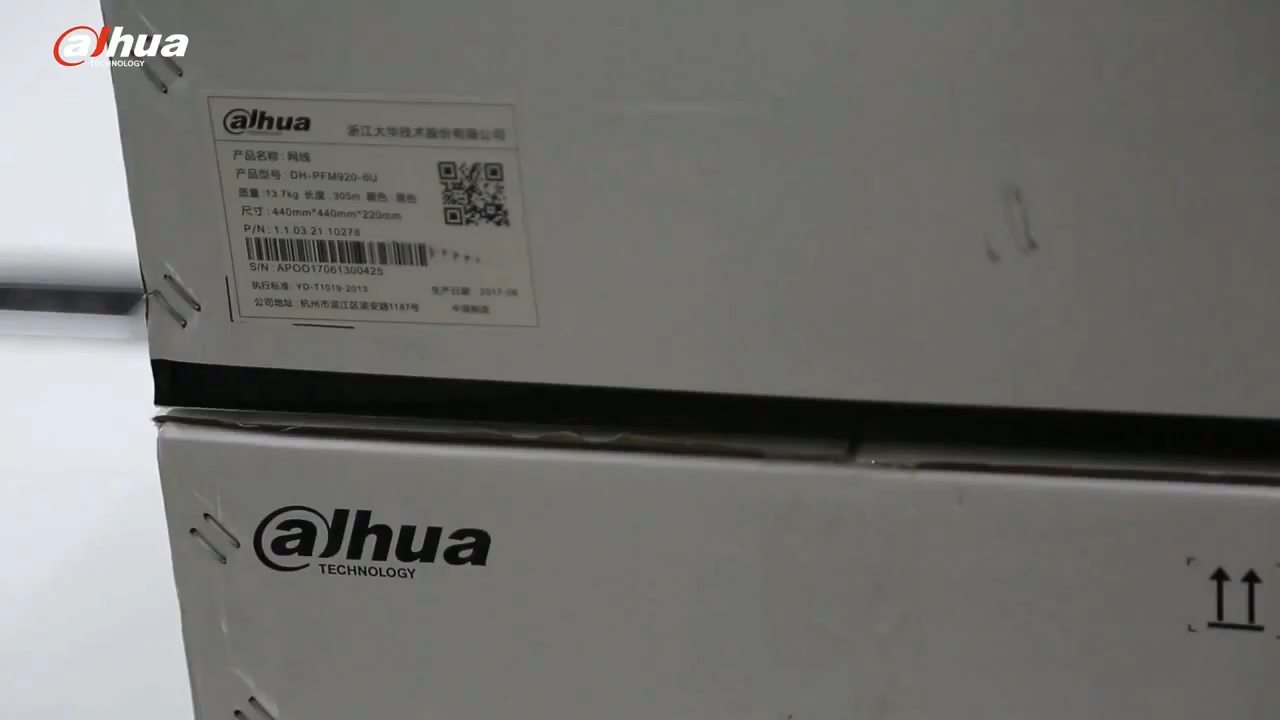 alhua
TECHNOLOGY
alhua
TECHNOLOGY
浙江大华技术股份有限公司
产品名称：网线
产品型号：DH-PFM920-6U
质量：13.7kg 长度：305m 颜色：
尺寸：440mm*440mm*220mm
P/N：1.1.03.21.10278
S/N：APOO17061300425
执行标准：YD-T1019-2013
生产日期：2017-06
公司地址：杭州市滨江区滨安路1187号
中国制造
alhua
TECHNOLOGY